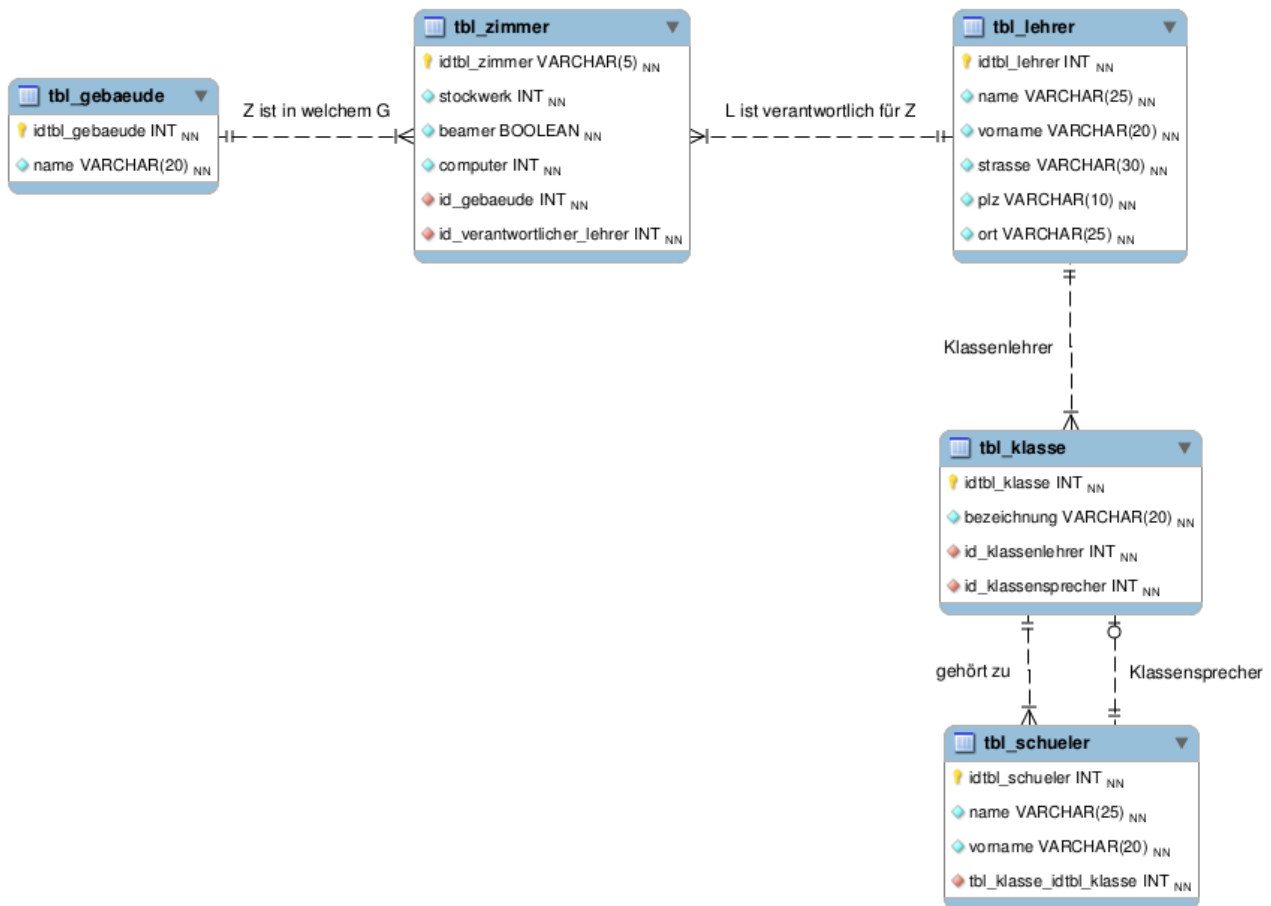 tbl_gebaeude
idtbl_gebaeude INT NN
name VARCHAR(20) NN
Z ist in welchem G
tbl_zimmer
idtbl_zimmer VARCHAR(5) NN
stockwerk INT NN
beamer BOOLEAN NN
computer INT NN
id_gebaeude INT NN
id_verantwortlicher_lehrer INT NN
L ist verantwortlich für Z
tbl_lehrer
idtbl_lehrer INT NN
name VARCHAR(25) NN
vorname VARCHAR(20) NN
strasse VARCHAR(30) NN
plz VARCHAR(10) NN
ort VARCHAR(25) NN
Klassenlehrer
tbl_klasse
idtbl_klasse INT NN
bezeichnung VARCHAR(20) NN
id_klassenlehrer INT NN
id_klassensprecher INT NN
gehört zu
Klassensprecher
tbl_schueler
idtbl_schueler INT NN
name VARCHAR(25) NN
vorname VARCHAR(20) NN
tbl_klasse_idtbl_klasse INT NN